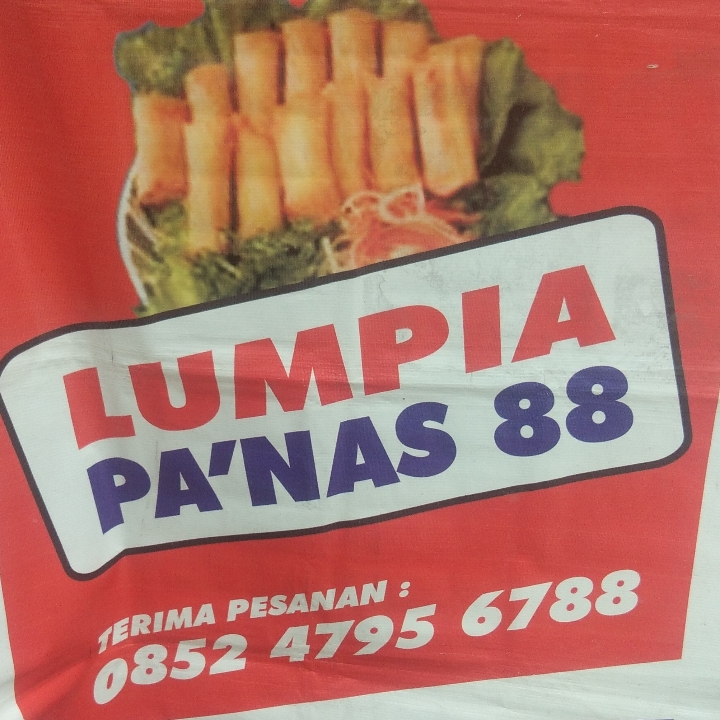 LUMPIA
PA'NAS 88
TERIMA PESANAN :
0852 4795 6788